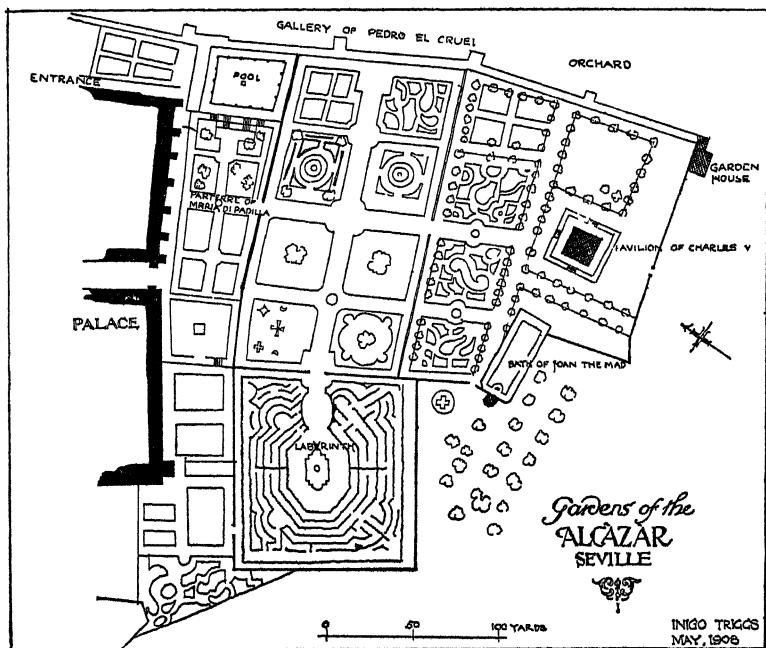 GALLERY OF PEDRO EL CRUEL
ORCHARD
ENTRANCE
POOL
GARDEN
HOUSE
PARTERRE OF
MARIA DI PADILLA
PAVILION OF CHARLES V
PALACE
BATH OF JOAN THE MAD
LABYRINTH
Gardens of the
ALCAZAR
SEVILLE
0 50 100 YARDS
INIGO TRIGGS
MAY, 1908